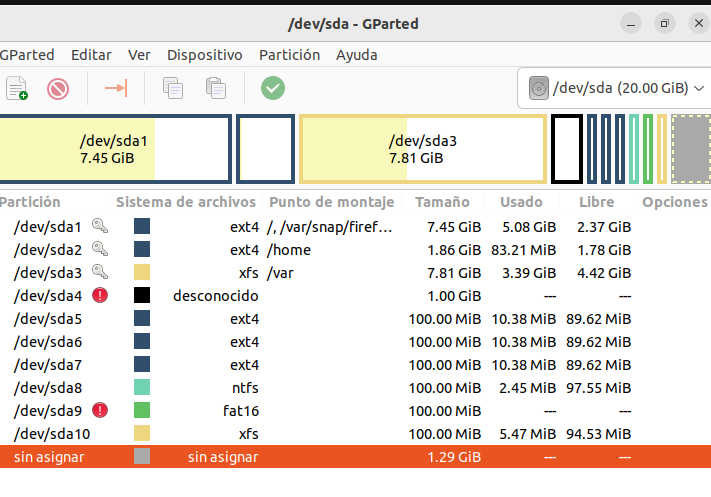 /dev/sda - GParted
GParted Editar Ver Dispositivo Partición Ayuda
/dev/sda (20.00 GiB)
/dev/sda1
7.45 GiB
/dev/sda3
7.81 GiB
Partición Sistema de archivos Punto de montaje Tamaño Usado Libre Opciones
/dev/sda1 ext4 /, /var/snap/firef... 7.45 GiB 5.08 GiB 2.37 GiB
/dev/sda2 ext4 /home 1.86 GiB 83.21 MiB 1.78 GiB
/dev/sda3 xfs /var 7.81 GiB 3.39 GiB 4.42 GiB
/dev/sda4 desconocido 1.00 GiB --- ---
/dev/sda5 ext4 100.00 MiB 10.38 MiB 89.62 MiB
/dev/sda6 ext4 100.00 MiB 10.38 MiB 89.62 MiB
/dev/sda7 ext4 100.00 MiB 10.38 MiB 89.62 MiB
/dev/sda8 ntfs 100.00 MiB 2.45 MiB 97.55 MiB
/dev/sda9 fat16 100.00 MiB --- ---
/dev/sda10 xfs 100.00 MiB 5.47 MiB 94.53 MiB
sin asignar sin asignar 1.29 GiB --- ---